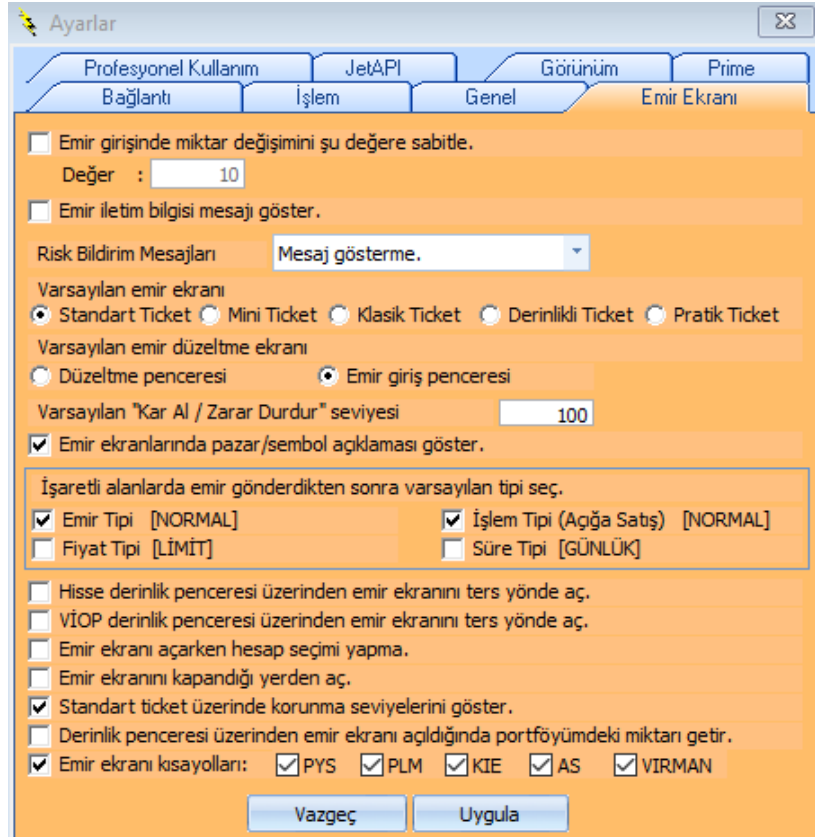 Ayarlar
Profesyonel Kullanım JetAPI Görünüm Prime
Bağlantı İşlem Genel Emir Ekranı
Emir girişinde miktar değişimini şu değere sabitle.
Değer : 10
Emir iletim bilgisi mesajı göster.
Risk Bildirim Mesajları Mesaj gösterme.
Varsayılan emir ekranı
Standart Ticket Mini Ticket Klasik Ticket Derinlikli Ticket Pratik Ticket
Varsayılan emir düzeltme ekranı
Düzeltme penceresi Emir giriş penceresi
Varsayılan "Kar Al / Zarar Durdur" seviyesi 100
Emir ekranlarında pazar/sembol açıklaması göster.
İşaretli alanlarda emir gönderdikten sonra varsayılan tipi seç.
Emir Tipi [NORMAL] İşlem Tipi (Açığa Satış) [NORMAL]
Fiyat Tipi [LİMİT] Süre Tipi [GÜNLÜK]
Hisse derinlik penceresi üzerinden emir ekranını ters yönde aç.
VİOP derinlik penceresi üzerinden emir ekranını ters yönde aç.
Emir ekranı açarken hesap seçimi yapma.
Emir ekranını kapandığı yerden aç.
Standart ticket üzerinde korunma seviyelerini göster.
Derinlik penceresi üzerinden emir ekranı açıldığında portföyümdeki miktarı getir.
Emir ekranı kısayolları: PYS PLM KIE AS VIRMAN
Vazgeç Uygula